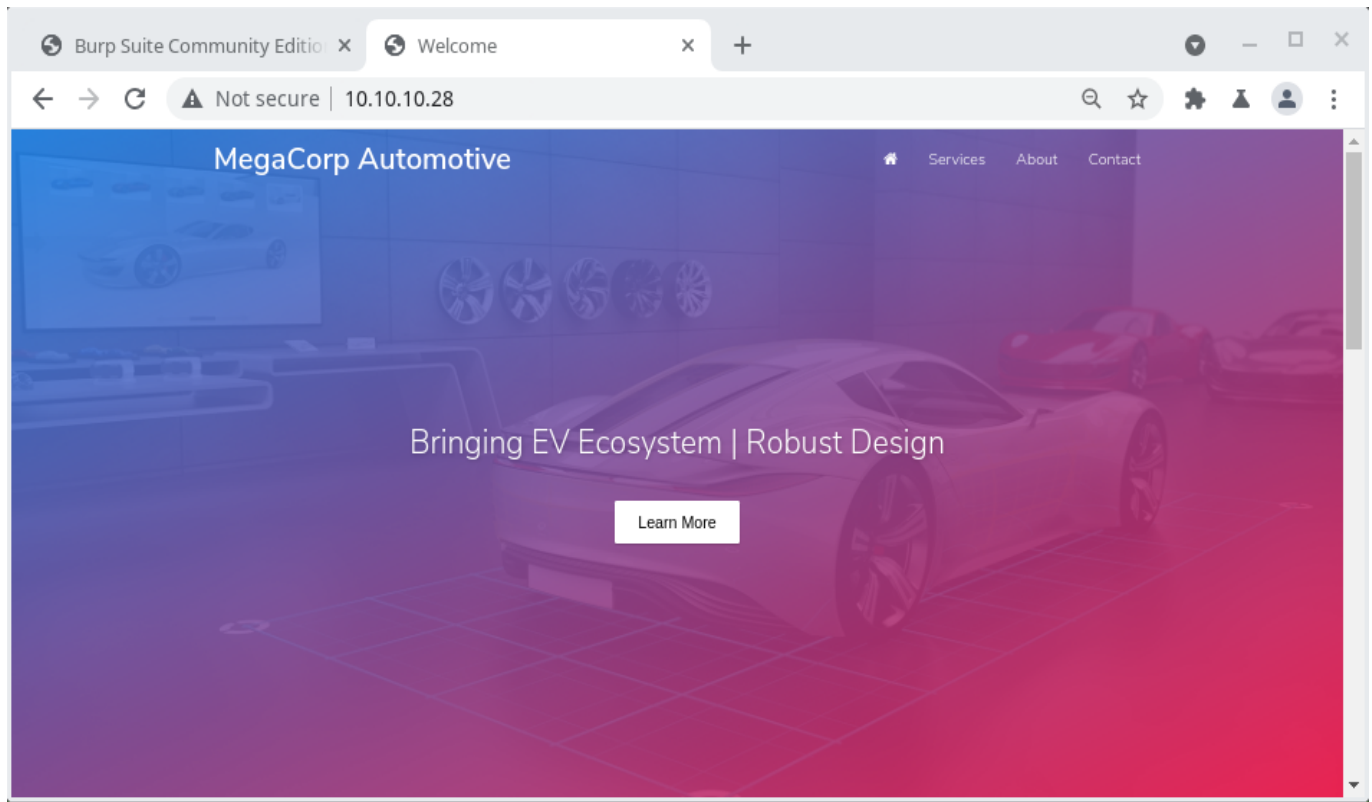 Burp Suite Community Editio
Welcome
Not secure
10.10.10.28
MegaCorp Automotive
Services
About
Contact
Bringing EV Ecosystem | Robust Design
Learn More